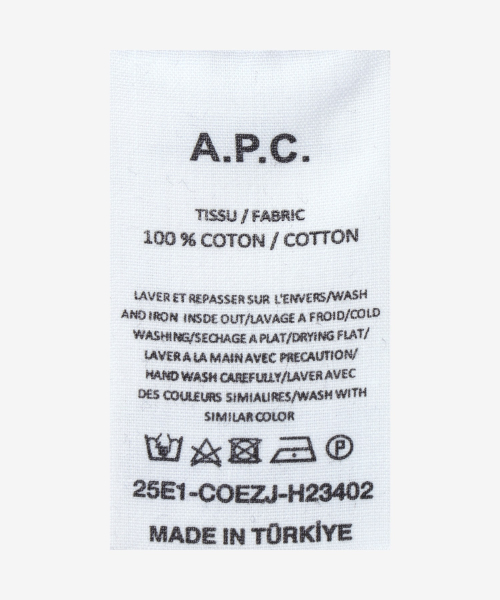 A.P.C.
TISSU / FABRIC
100 % COTON / COTTON
LAVER ET REPASSER SUR L'ENVERS/WASH
AND IRON INSDE OUT/LAVAGE A FROID/COLD
WASHING/SECHAGE A PLAT/DRYING FLAT/
LAVER A LA MAIN AVEC PRECAUTION/
HAND WASH CAREFULLY/LAVER AVEC
DES COULEURS SIMIALIRES/WASH WITH
SIMILAR COLOR
P
25E1-COEZJ-H23402
MADE IN TÜRKİYE